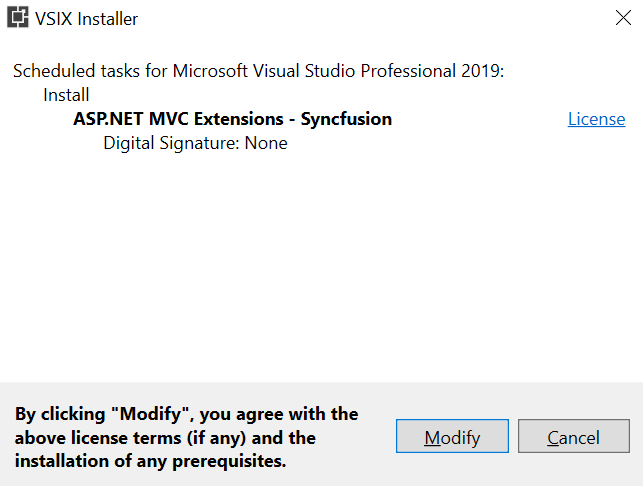 VSIX Installer
Scheduled tasks for Microsoft Visual Studio Professional 2019:
Install
ASP.NET MVC Extensions - Syncfusion License
Digital Signature: None
By clicking "Modify", you agree with the
above license terms (if any) and the
installation of any prerequisites.
Modify Cancel